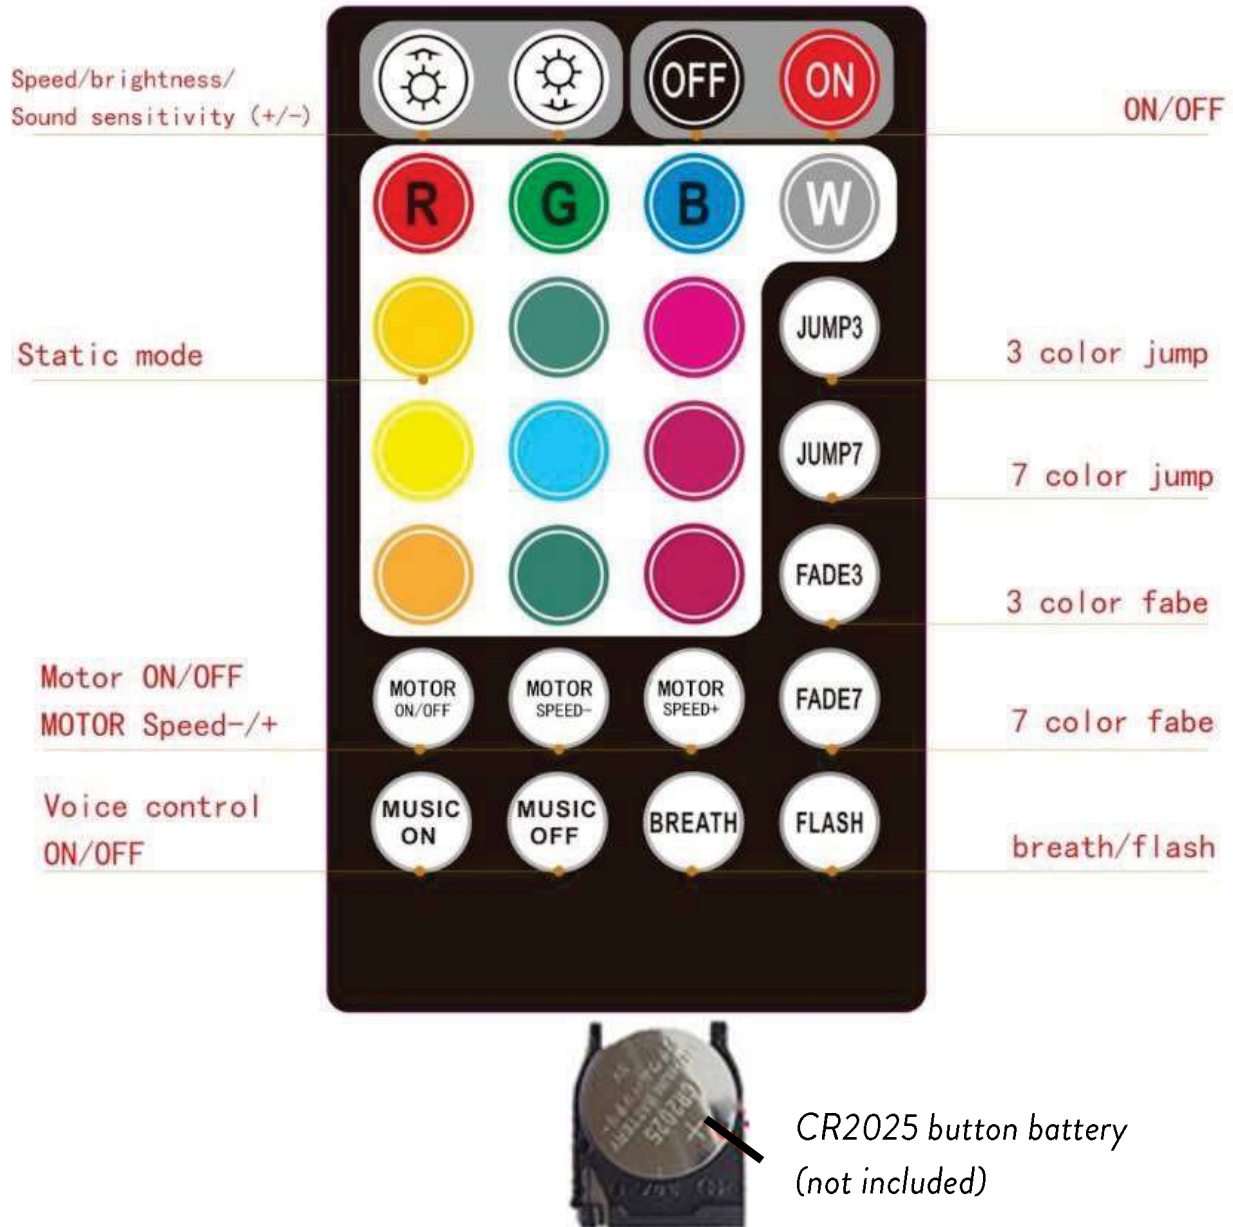 Speed/brightness/
Sound sensitivity (+/-)
OFF
ON
ON/OFF
R
G
B
W
Static mode
JUMP3
3 color jump
JUMP7
7 color jump
FADE3
3 color fabe
Motor ON/OFF
MOTOR Speed-/+
MOTOR
ON/OFF
MOTOR
SPEED-
MOTOR
SPEED+
FADE7
7 color fabe
Voice control
ON/OFF
MUSIC
ON
MUSIC
OFF
BREATH
FLASH
breath/flash
CR2025
CR2025 button battery
(not included)